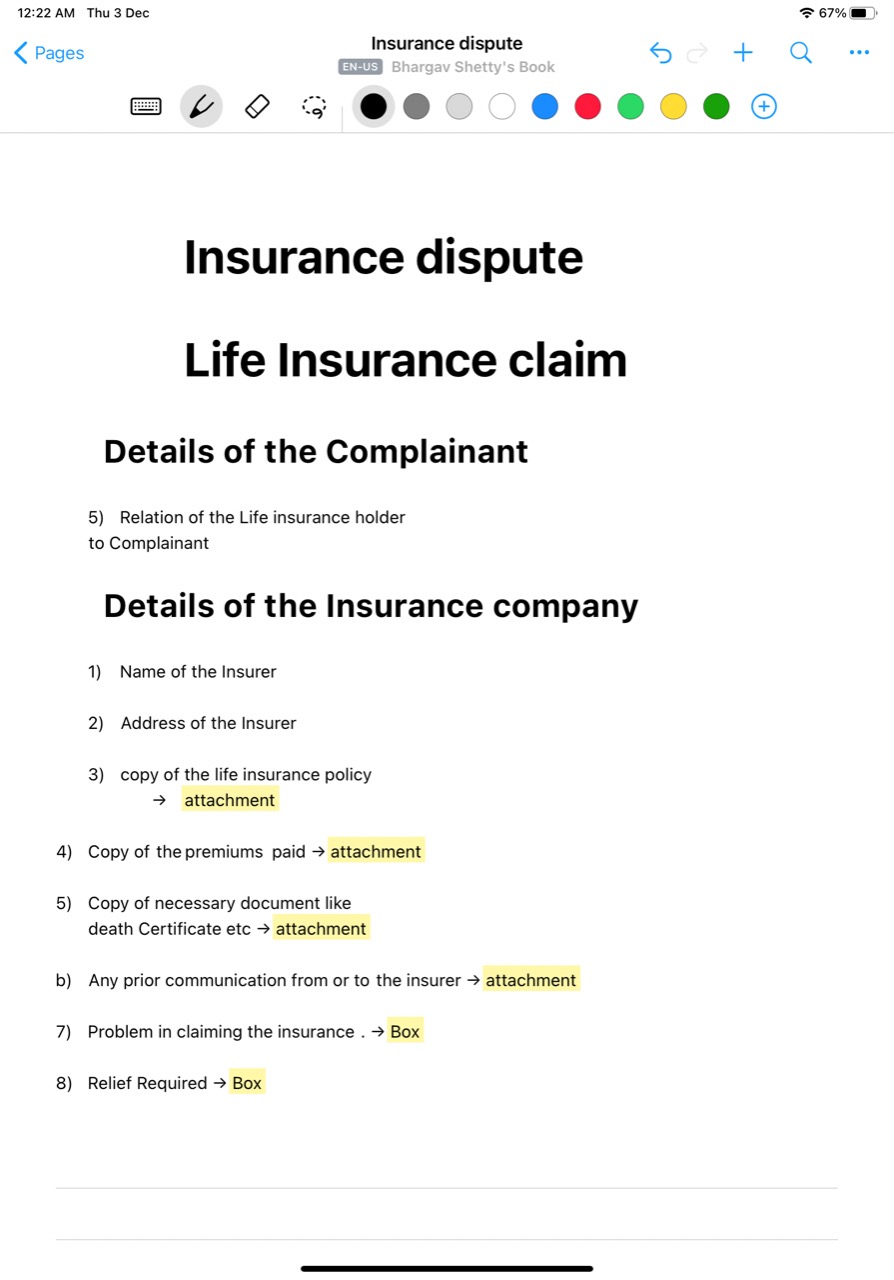 12:22 AM Thu 3 Dec
67%
Pages
Insurance dispute
EN-US Bhargav Shetty's Book
Insurance dispute
Life Insurance claim
Details of the Complainant
5) Relation of the Life insurance holder
to Complainant
Details of the Insurance company
1) Name of the Insurer
2) Address of the Insurer
3) copy of the life insurance policy
→ attachment
4) Copy of the premiums paid → attachment
5) Copy of necessary document like
death Certificate etc → attachment
b) Any prior communication from or to the insurer → attachment
7) Problem in claiming the insurance . → Box
8) Relief Required → Box